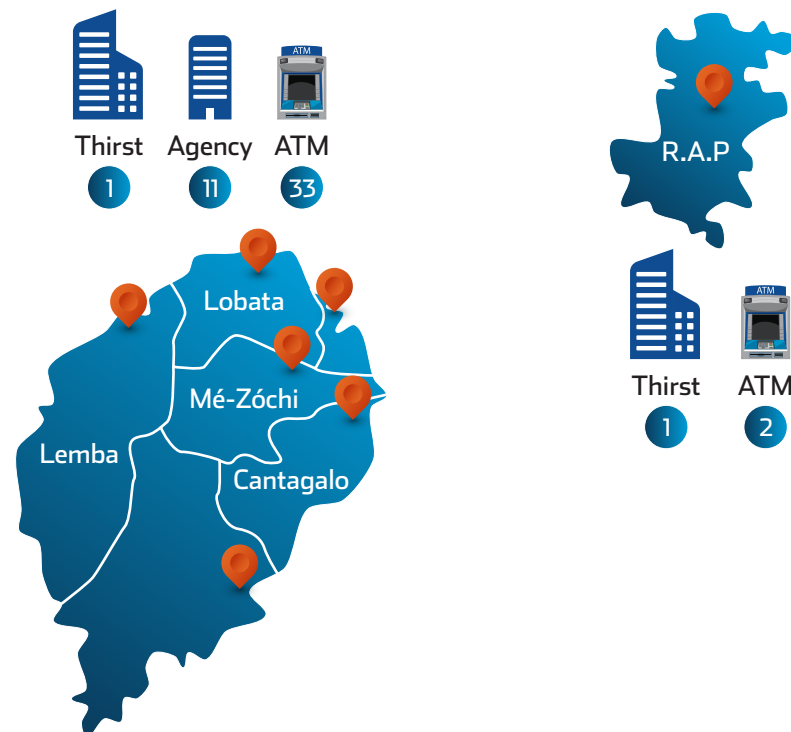 ATM
Thirst Agency ATM
1 11 33
Lobata
Mé-Zóchi
Lemba
Cantagalo
R.A.P
ATM
Thirst ATM
1 2